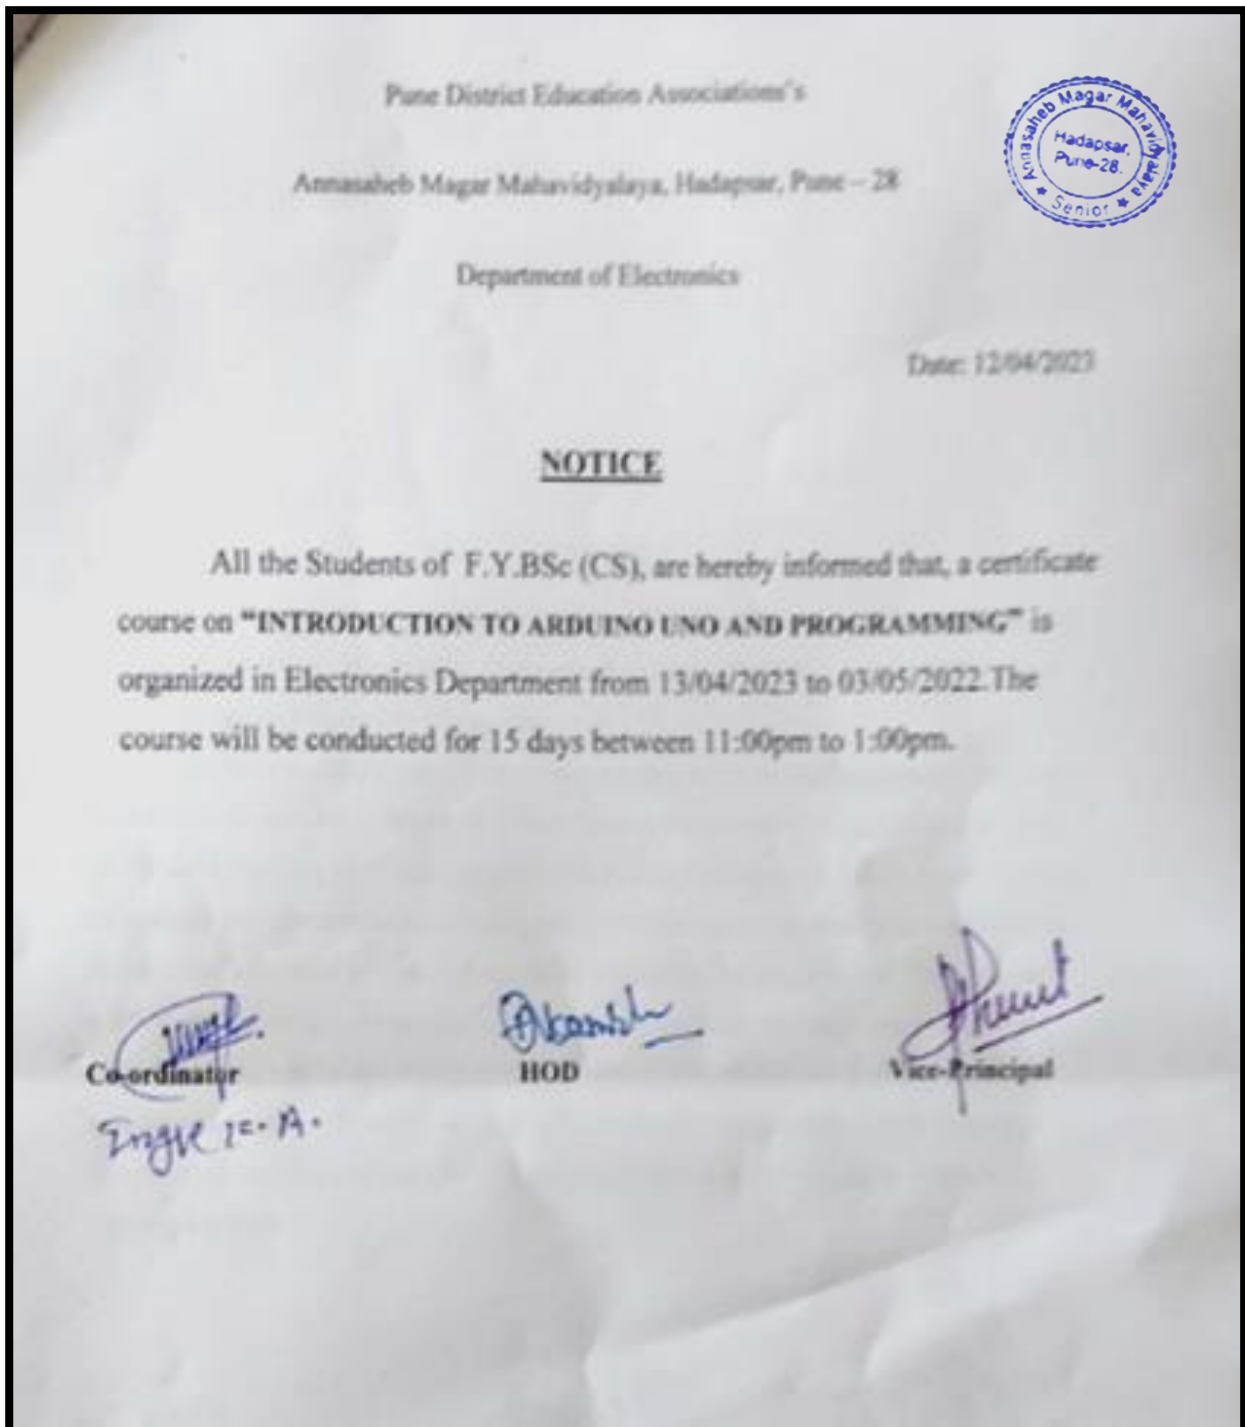 Pune District Education Associations's
Annasaheb Magar Mahavidyalaya
Hadapsar,
Pune-28.
★ Senior ★
Annasaheb Magar Mahavidyalaya, Hadapsar, Pune – 28
Department of Electronics
Date: 12/04/2023
NOTICE
All the Students of F.Y.BSc (CS), are hereby informed that, a certificate
course on “INTRODUCTION TO ARDUINO UNO AND PROGRAMMING” is
organized in Electronics Department from 13/04/2023 to 03/05/2022.The
course will be conducted for 15 days between 11:00pm to 1:00pm.
Co-ordinator HOD Vice-Principal